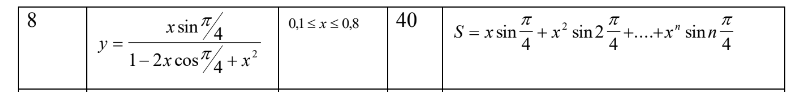 8 y = x sin π/4 / (1 − 2x cos π/4 + x²) 0,1 ≤ x ≤ 0,8 40 S = x sin π/4 + x² sin 2 π/4 + .... + xⁿ sin n π/4